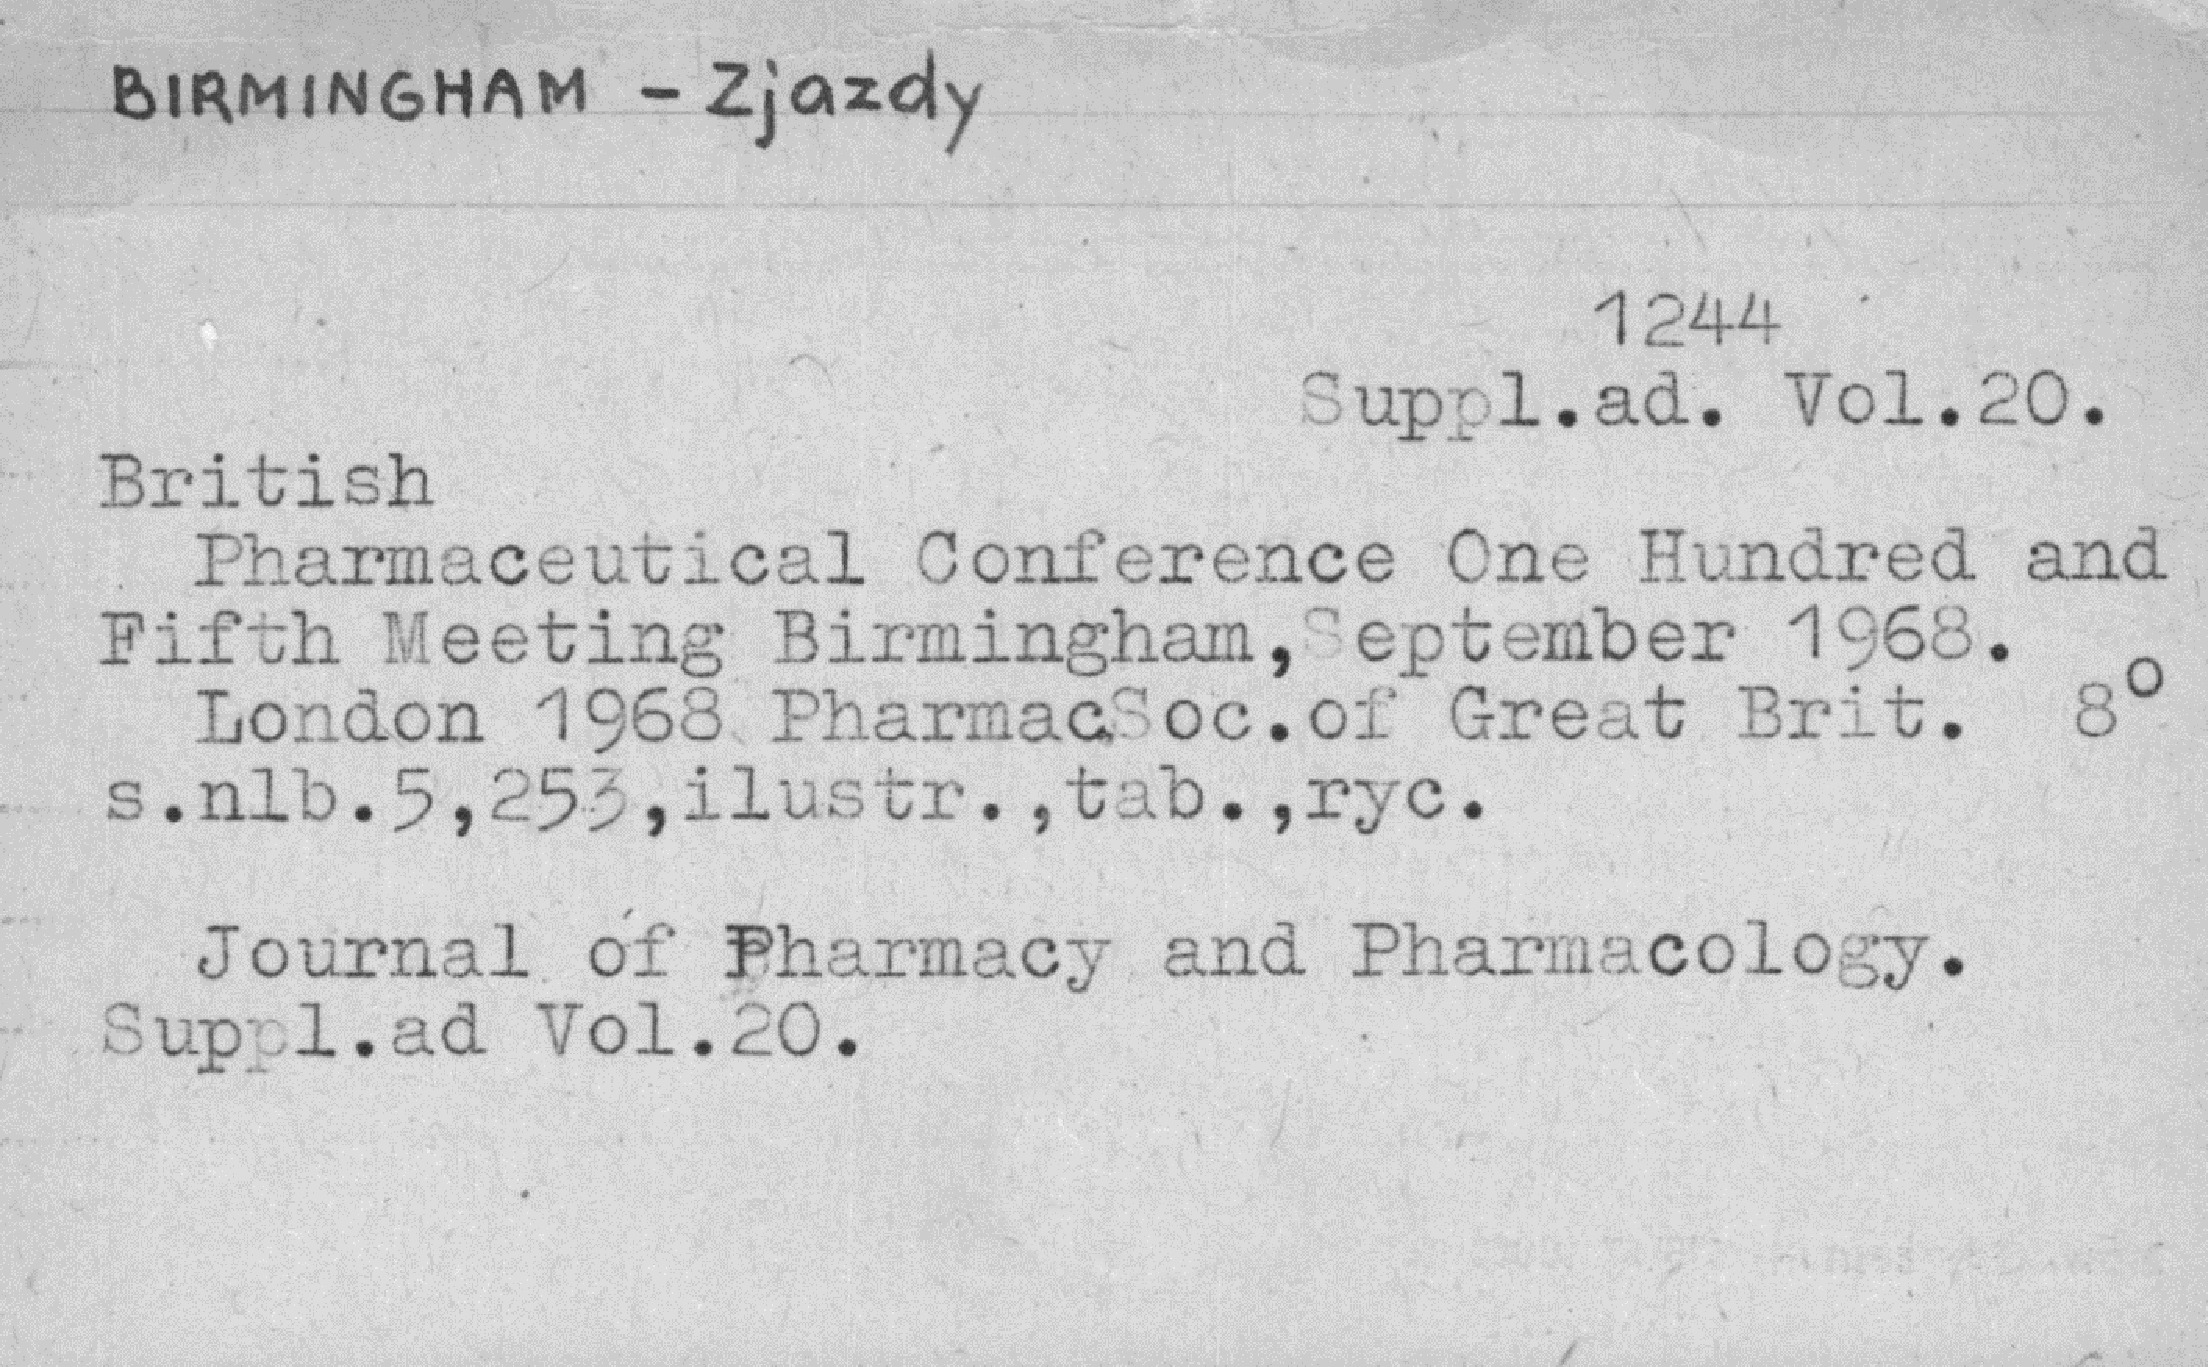 BIRMINGHAM - Zjazdy
1244
Suppl.ad. Vol.20.
British
Pharmaceutical Conference One Hundred and
Fifth Meeting Birmingham,September 1968.
London 1968 Pharmac.Soc.of Great Brit. 8º
s.nlb.5,253,ilustr.,tab.,ryc.
Journal of Pharmacy and Pharmacology.
Suppl.ad Vol.20.